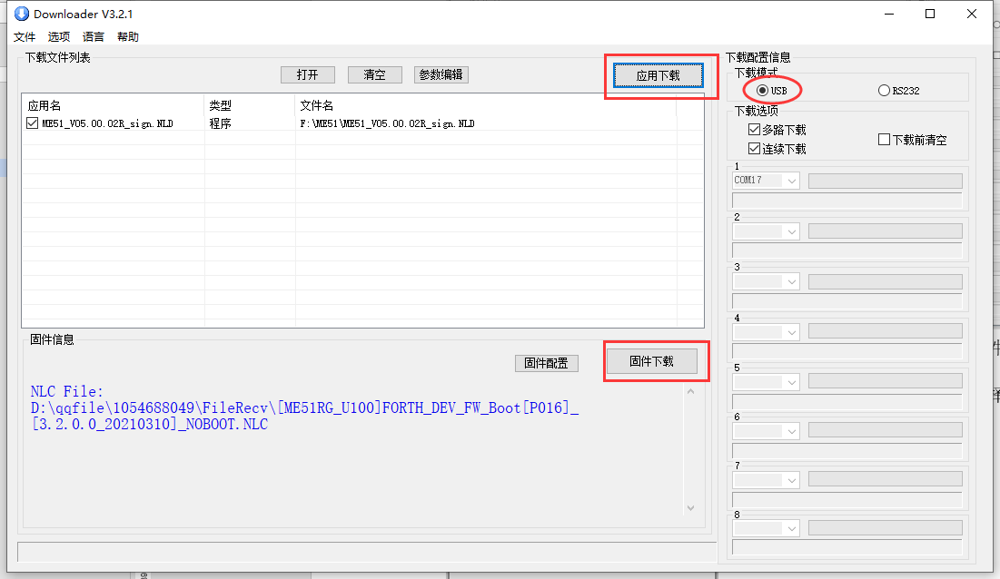 Downloader V3.2.1
文件 选项 语言 帮助
下载文件列表
打开 清空 参数编辑 应用下载
应用名 类型 文件名
ME51_V05.00.02R_sign.NLD 程序 F:\ME51\ME51_V05.00.02R_sign.NLD
固件信息
固件配置 固件下载
NLC File:
D:\qqfile\1054688049\FileRecv\[ME51RG_U100]FORTH_DEV_FW_Boot[P016]_
[3.2.0.0_20210310]_NOBOOT.NLC
下载配置信息
下载模式
USB RS232
下载选项
多路下载
连续下载
下载前清空
1
COM17
2
3
4
5
6
7
8